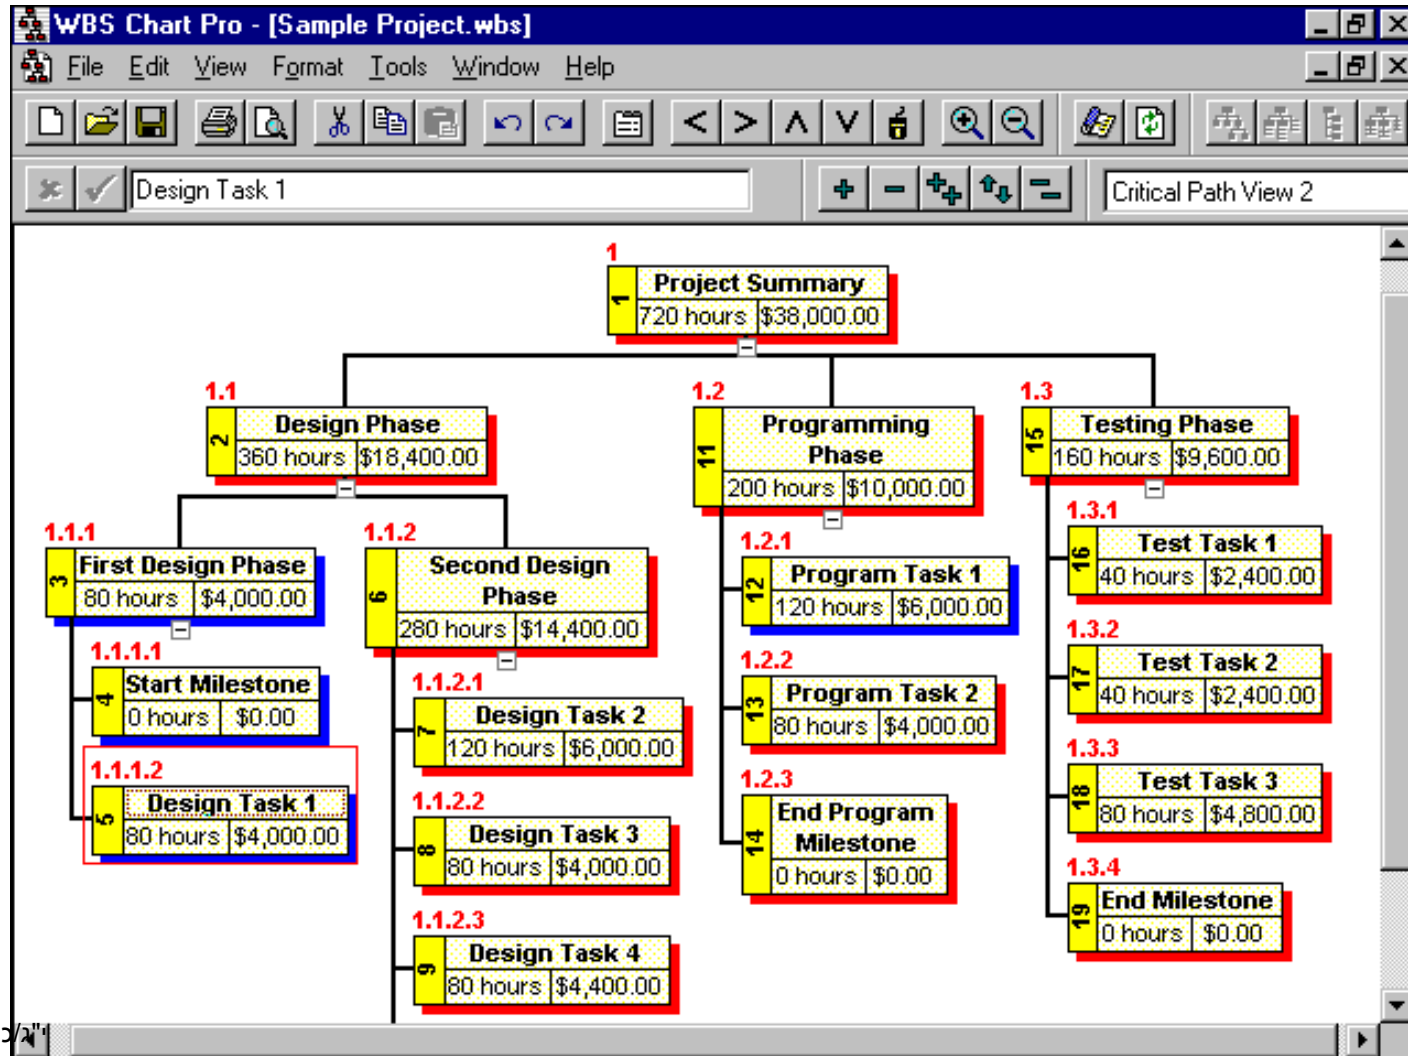 WBS Chart Pro - [Sample Project.wbs]
File Edit View Format Tools Window Help
Design Task 1
Critical Path View 2
1
1
Project Summary
720 hours $38,000.00
1.1
2
Design Phase
360 hours $18,400.00
1.2
11
Programming
Phase
200 hours $10,000.00
1.3
15
Testing Phase
160 hours $9,600.00
1.1.1
3
First Design Phase
80 hours $4,000.00
1.1.1.1
4
Start Milestone
0 hours $0.00
1.1.1.2
5
Design Task 1
80 hours $4,000.00
1.1.2
6
Second Design
Phase
280 hours $14,400.00
1.1.2.1
7
Design Task 2
120 hours $6,000.00
1.1.2.2
8
Design Task 3
80 hours $4,000.00
1.1.2.3
9
Design Task 4
80 hours $4,400.00
1.2.1
12
Program Task 1
120 hours $6,000.00
1.2.2
13
Program Task 2
80 hours $4,000.00
1.2.3
14
End Program
Milestone
0 hours $0.00
1.3.1
16
Test Task 1
40 hours $2,400.00
1.3.2
17
Test Task 2
40 hours $2,400.00
1.3.3
18
Test Task 3
80 hours $4,800.00
1.3.4
19
End Milestone
0 hours $0.00